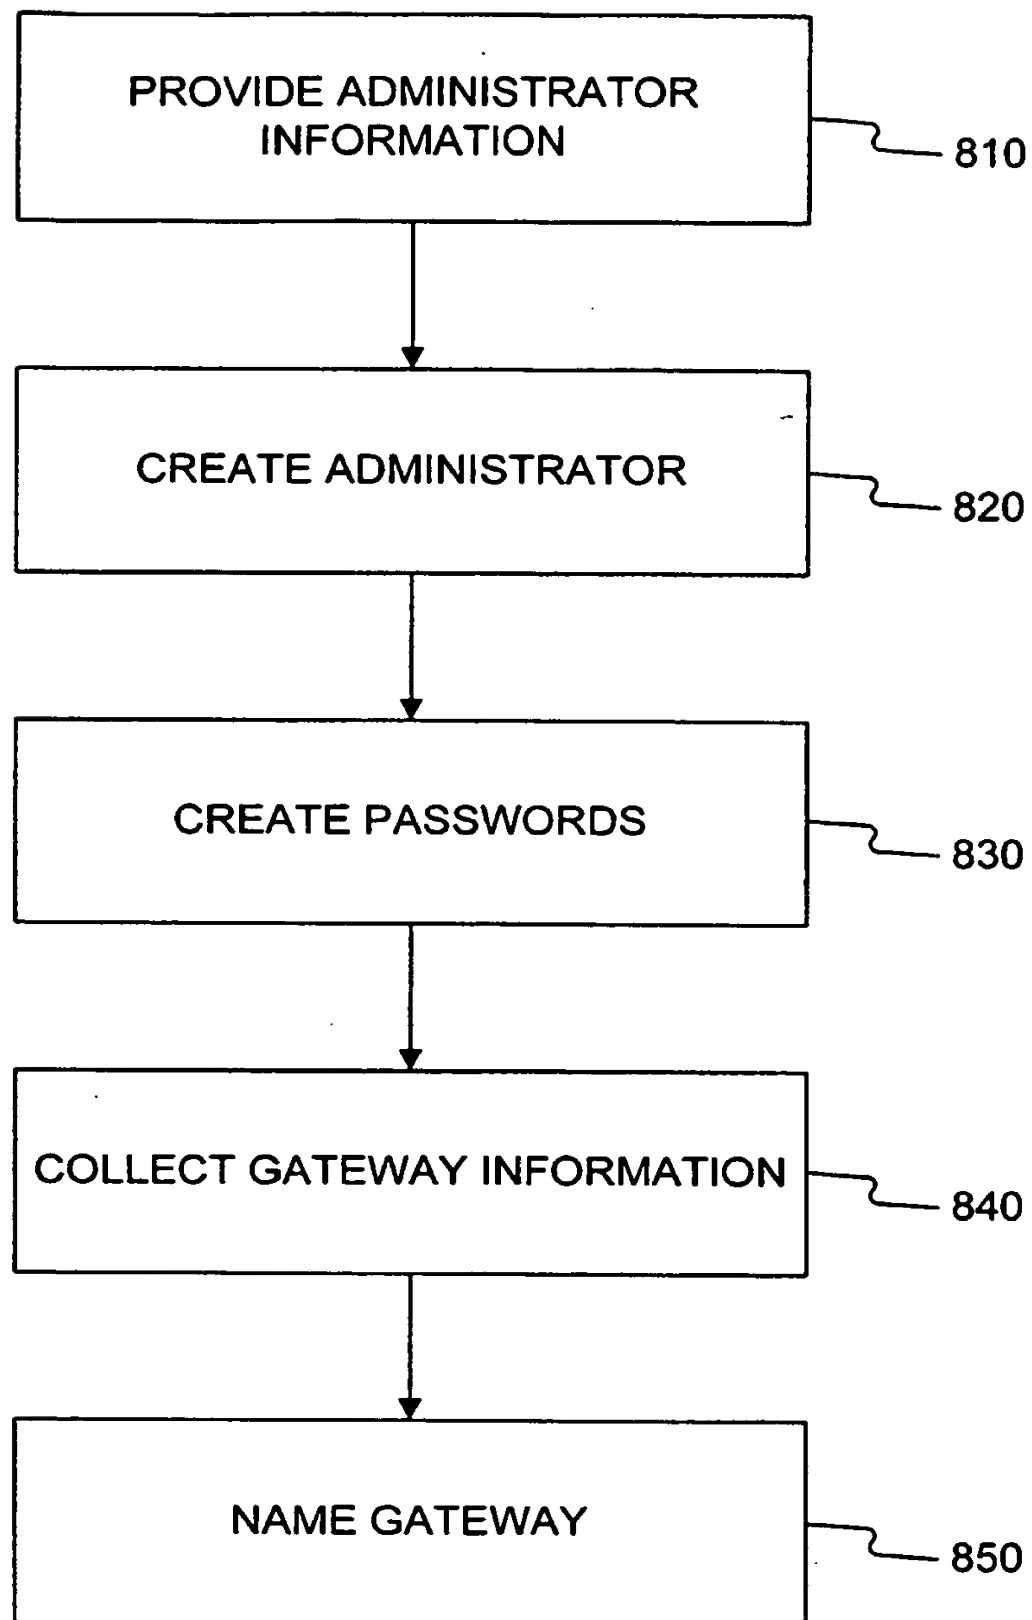 PROVIDE ADMINISTRATOR
INFORMATION
810
CREATE ADMINISTRATOR
820
CREATE PASSWORDS
830
COLLECT GATEWAY INFORMATION
840
NAME GATEWAY
850